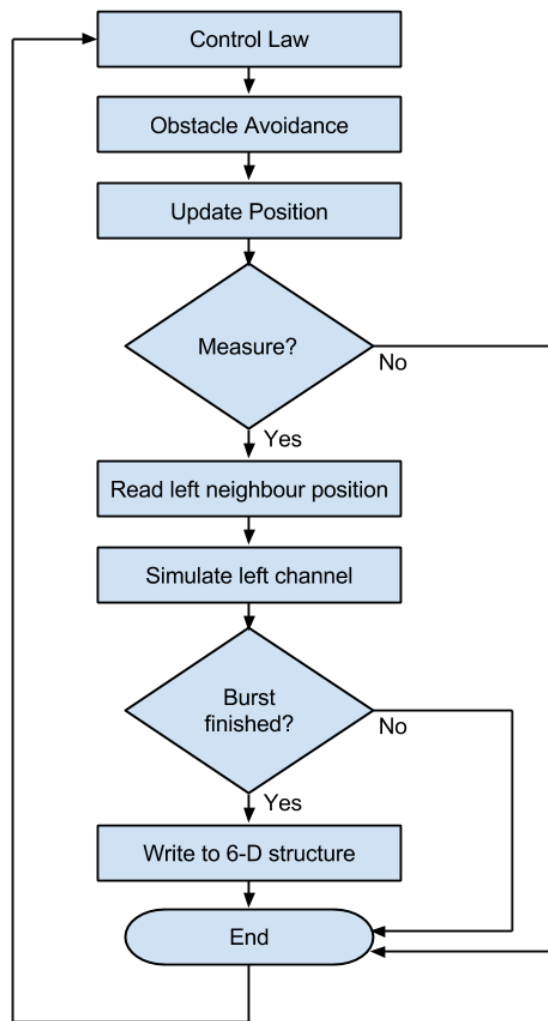 Control Law
Obstacle Avoidance
Update Position
Measure?
No
Yes
Read left neighbour position
Simulate left channel
Burst
finished?
No
Yes
Write to 6-D structure
End